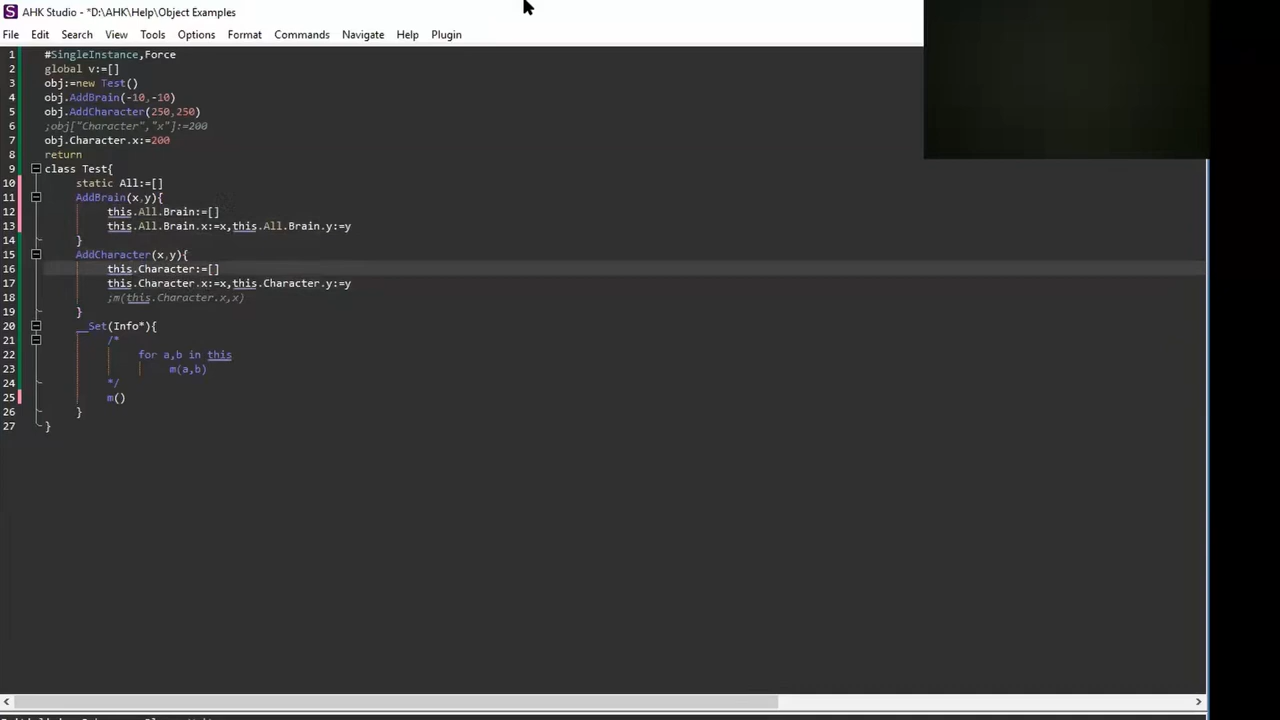 AHK Studio - *D:\AHK\Help\Object Examples
File Edit Search View Tools Options Format Commands Navigate Help Plugin
1 #SingleInstance,Force
2 global v:=[]
3 obj:=new Test()
4 obj.AddBrain(-10,-10)
5 obj.AddCharacter(250,250)
6 ;obj["Character","x"]:=200
7 obj.Character.x:=200
8 return
9 class Test{
10 static All:=[]
11 AddBrain(x,y){
12 this.All.Brain:=[]
13 this.All.Brain.x:=x,this.All.Brain.y:=y
14 }
15 AddCharacter(x,y){
16 this.Character:=[]
17 this.Character.x:=x,this.Character.y:=y
18 ;m(this.Character.x,x)
19 }
20 __Set(Info*){
21 /*
22 for a,b in this
23 m(a,b)
24 */
25 m()
26 }
27 }